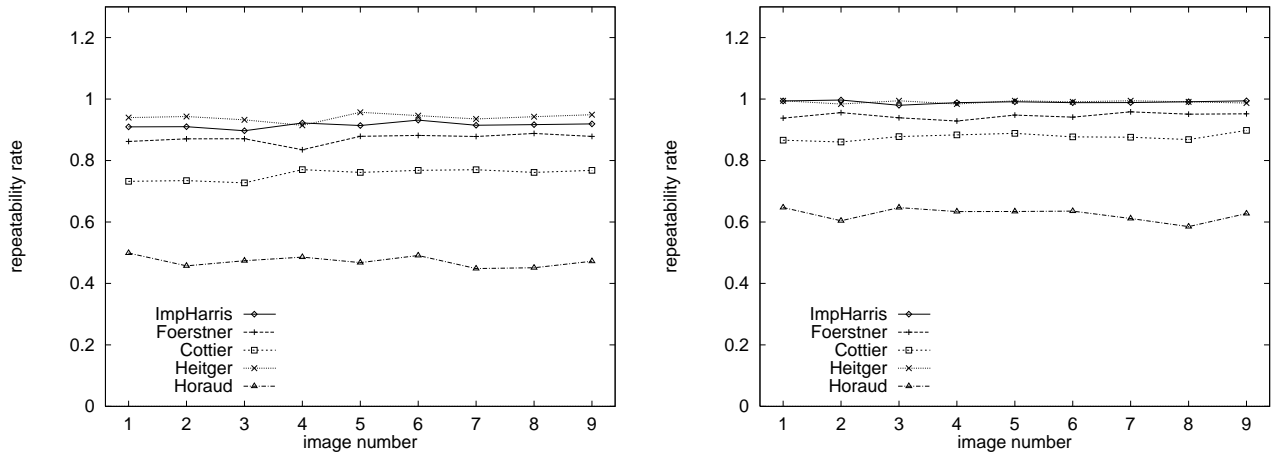 1.2
1
0.8
0.6
0.4
0.2
0
repeatability rate
ImpHarris
Foerstner
Cottier
Heitger
Horaud
1 2 3 4 5 6 7 8 9
image number
1.2
1
0.8
0.6
0.4
0.2
0
repeatability rate
ImpHarris
Foerstner
Cottier
Heitger
Horaud
1 2 3 4 5 6 7 8 9
image number